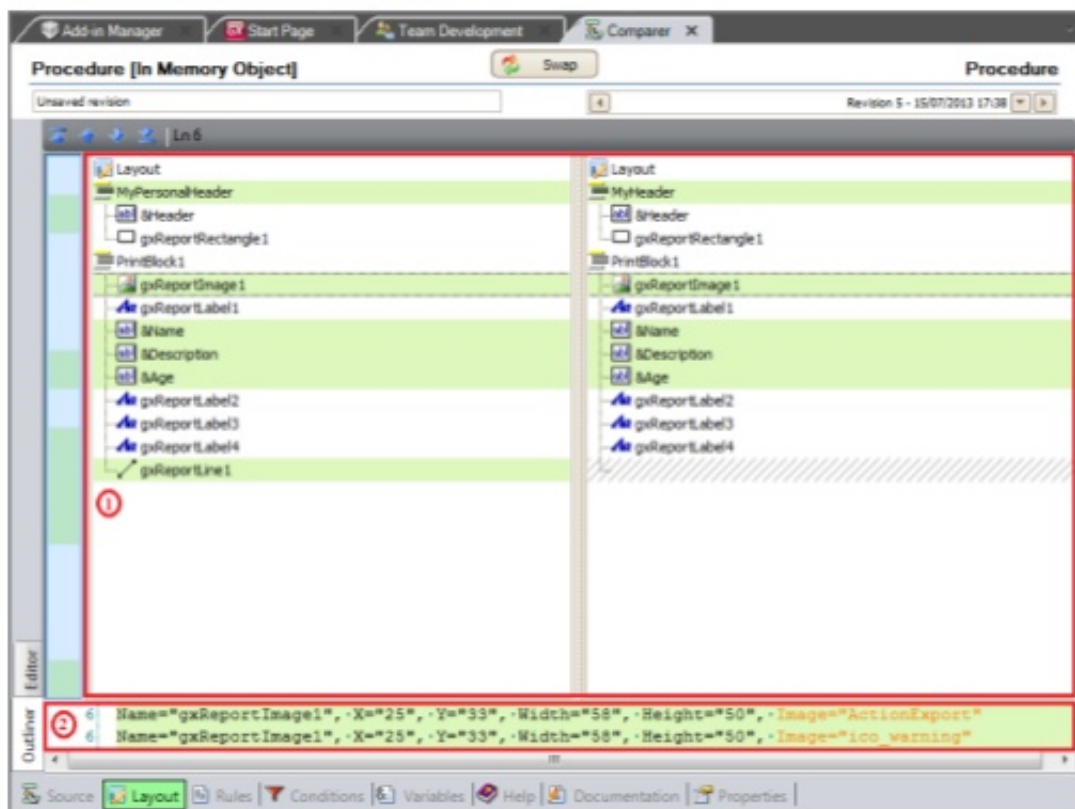 Add-in Manager Start Page Team Development Comparer
Procedure [In Memory Object] Swap Procedure
Unsaved revision Revision 5 - 15/07/2013 17:38
Ln 6
Layout Layout
MyPersonalHeader MyHeader
&Header &Header
gxReportRectangle1 gxReportRectangle1
PrintBlock1 PrintBlock1
gxReportImage1 gxReportImage1
gxReportLabel1 gxReportLabel1
&Name &Name
&Description &Description
&Age &Age
gxReportLabel2 gxReportLabel2
gxReportLabel3 gxReportLabel3
gxReportLabel4 gxReportLabel4
gxReportLine1
1
Editor
Outliner
2 6 Name="gxReportImage1",·X="25",·Y="33",·Width="58",·Height="50",·Image="ActionExport"
6 Name="gxReportImage1",·X="25",·Y="33",·Width="58",·Height="50",·Image="ico_warning"
Source Layout Rules Conditions Variables Help Documentation Properties